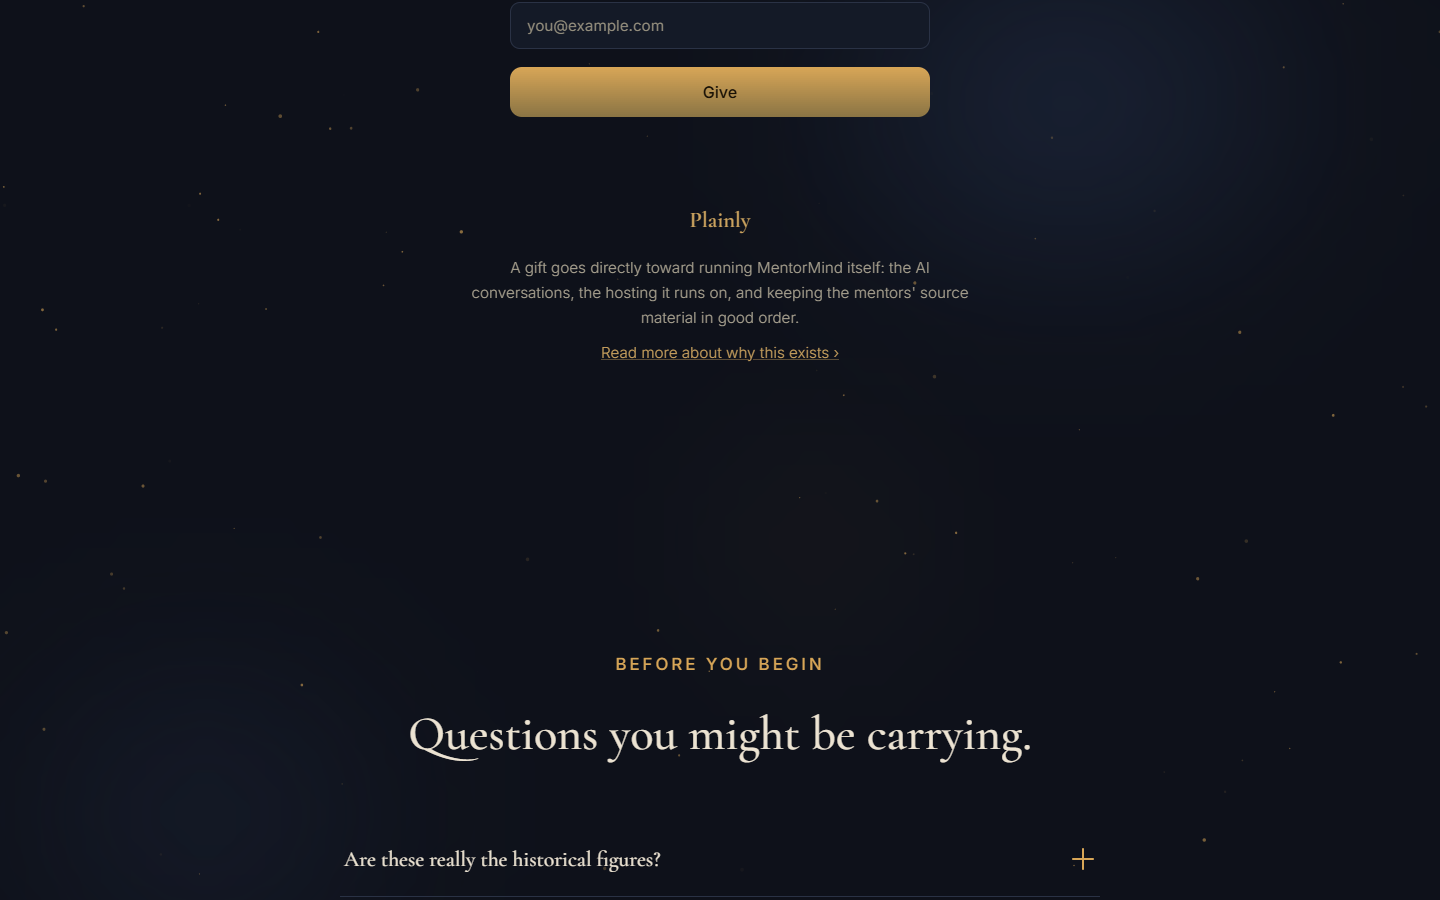 you@example.com
Give
Plainly
A gift goes directly toward running MentorMind itself: the AI
conversations, the hosting it runs on, and keeping the mentors' source
material in good order.
Read more about why this exists ›
BEFORE YOU BEGIN
Questions you might be carrying.
Are these really the historical figures?